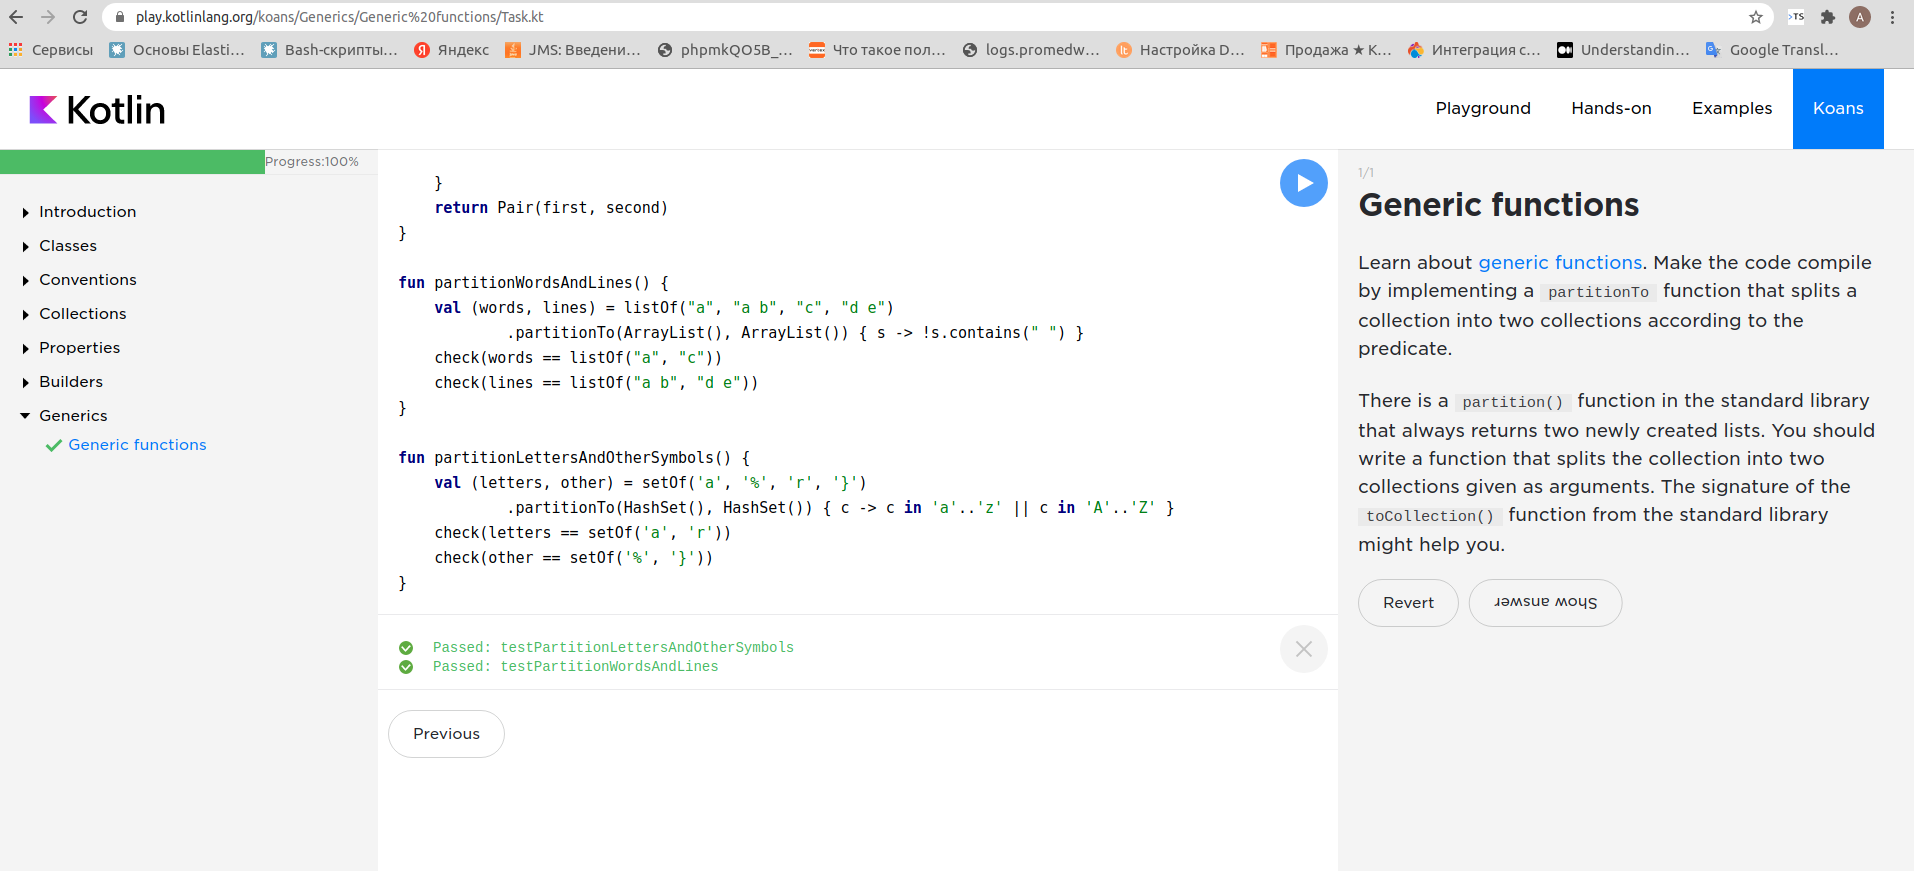 play.kotlinlang.org/koans/Generics/Generic%20functions/Task.kt
TS
A
Сервисы
Основы Elasti…
Bash-скрипты…
Яндекс
JMS: Введени…
phpmkQO5B_…
Что такое пол…
logs.promedw…
Настройка D…
Продажа ★ K…
Интеграция с…
Understandin…
Google Transl…
Kotlin
Playground
Hands-on
Examples
Koans
Progress:100%
Introduction
Classes
Conventions
Collections
Properties
Builders
Generics
Generic functions
}
return Pair(first, second)
}
fun partitionWordsAndLines() {
val (words, lines) = listOf("a", "a b", "c", "d e")
.partitionTo(ArrayList(), ArrayList()) { s -> !s.contains(" ") }
check(words == listOf("a", "c"))
check(lines == listOf("a b", "d e"))
}
fun partitionLettersAndOtherSymbols() {
val (letters, other) = setOf('a', '%', 'r', '}')
.partitionTo(HashSet(), HashSet()) { c -> c in 'a'..'z' || c in 'A'..'Z' }
check(letters == setOf('a', 'r'))
check(other == setOf('%', '}'))
}
Passed: testPartitionLettersAndOtherSymbols
Passed: testPartitionWordsAndLines
Previous
1/1
Generic functions
Learn about generic functions. Make the code compile
by implementing a partitionTo function that splits a
collection into two collections according to the
predicate.
There is a partition() function in the standard library
that always returns two newly created lists. You should
write a function that splits the collection into two
collections given as arguments. The signature of the
toCollection() function from the standard library
might help you.
Revert
Show answer